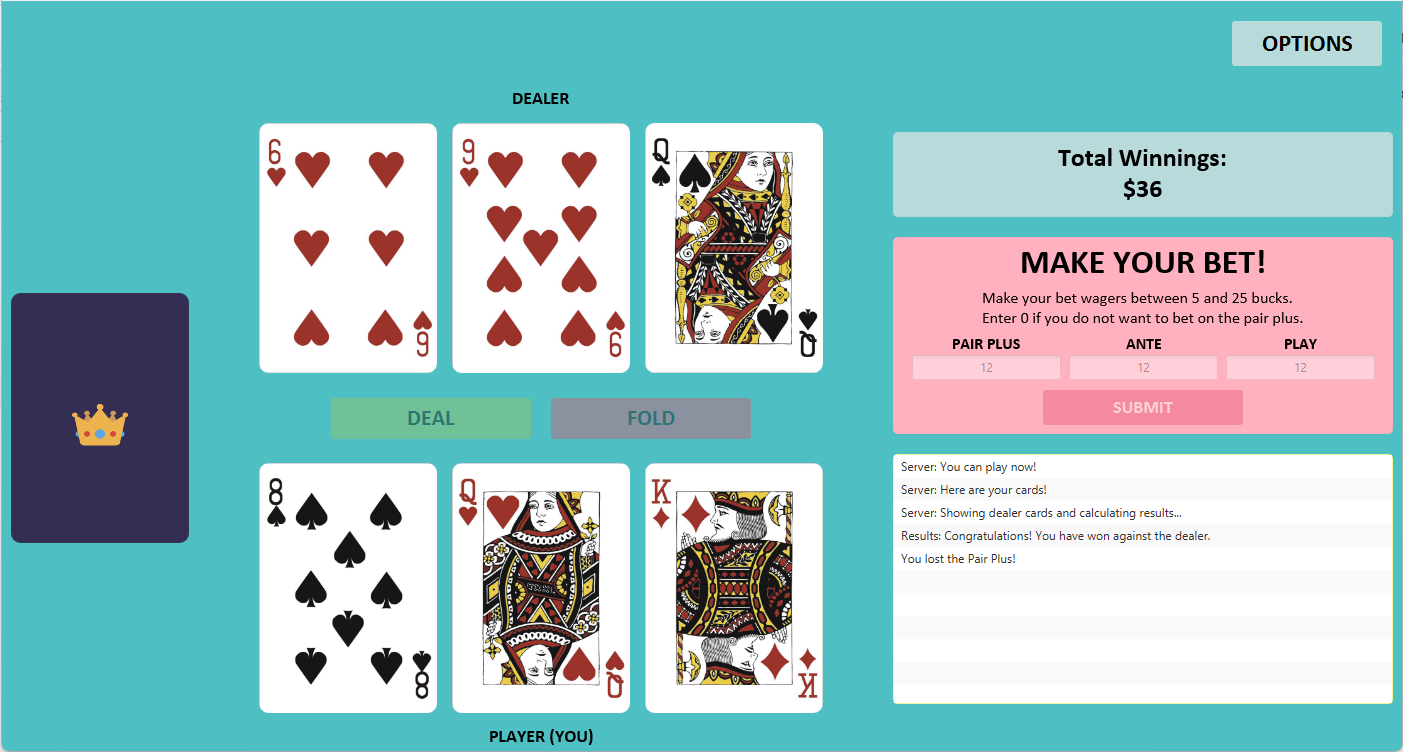 OPTIONS
DEALER
6
9
Q
6
9
Q
Total Winnings:
$36
MAKE YOUR BET!
Make your bet wagers between 5 and 25 bucks.
Enter 0 if you do not want to bet on the pair plus.
PAIR PLUS ANTE PLAY
12 12 12
SUBMIT
DEAL FOLD
8
Q
K
8
Q
K
Server: You can play now!
Server: Here are your cards!
Server: Showing dealer cards and calculating results...
Results: Congratulations! You have won against the dealer.
You lost the Pair Plus!
PLAYER (YOU)